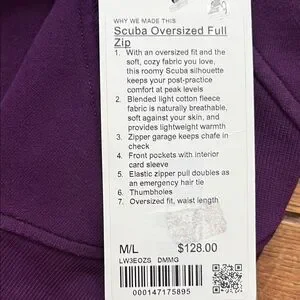 WHY WE MADE THIS
Scuba Oversized Full
Zip
1. With an oversized fit and the
soft, cozy fabric you love,
this roomy Scuba silhouette
keeps your post-practice
comfort at peak levels
2. Blended light cotton fleece
fabric is naturally breathable,
soft against your skin, and
provides lightweight warmth
3. Zipper garage keeps chafe in
check
4. Front pockets with interior
card sleeve
5. Elastic zipper pull doubles as
an emergency hair tie
6. Thumbholes
7. Oversized fit, waist length
M/L $128.00
LW3EOZS DMMG
000147175895